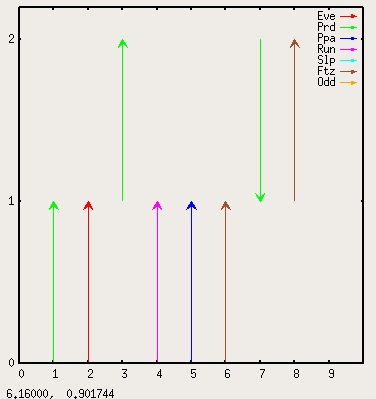 Eve
Prd
Ppa
Run
Slp
Ftz
Odd
2
1
0
0 1 2 3 4 5 6 7 8 9
6.16000, 0.901744